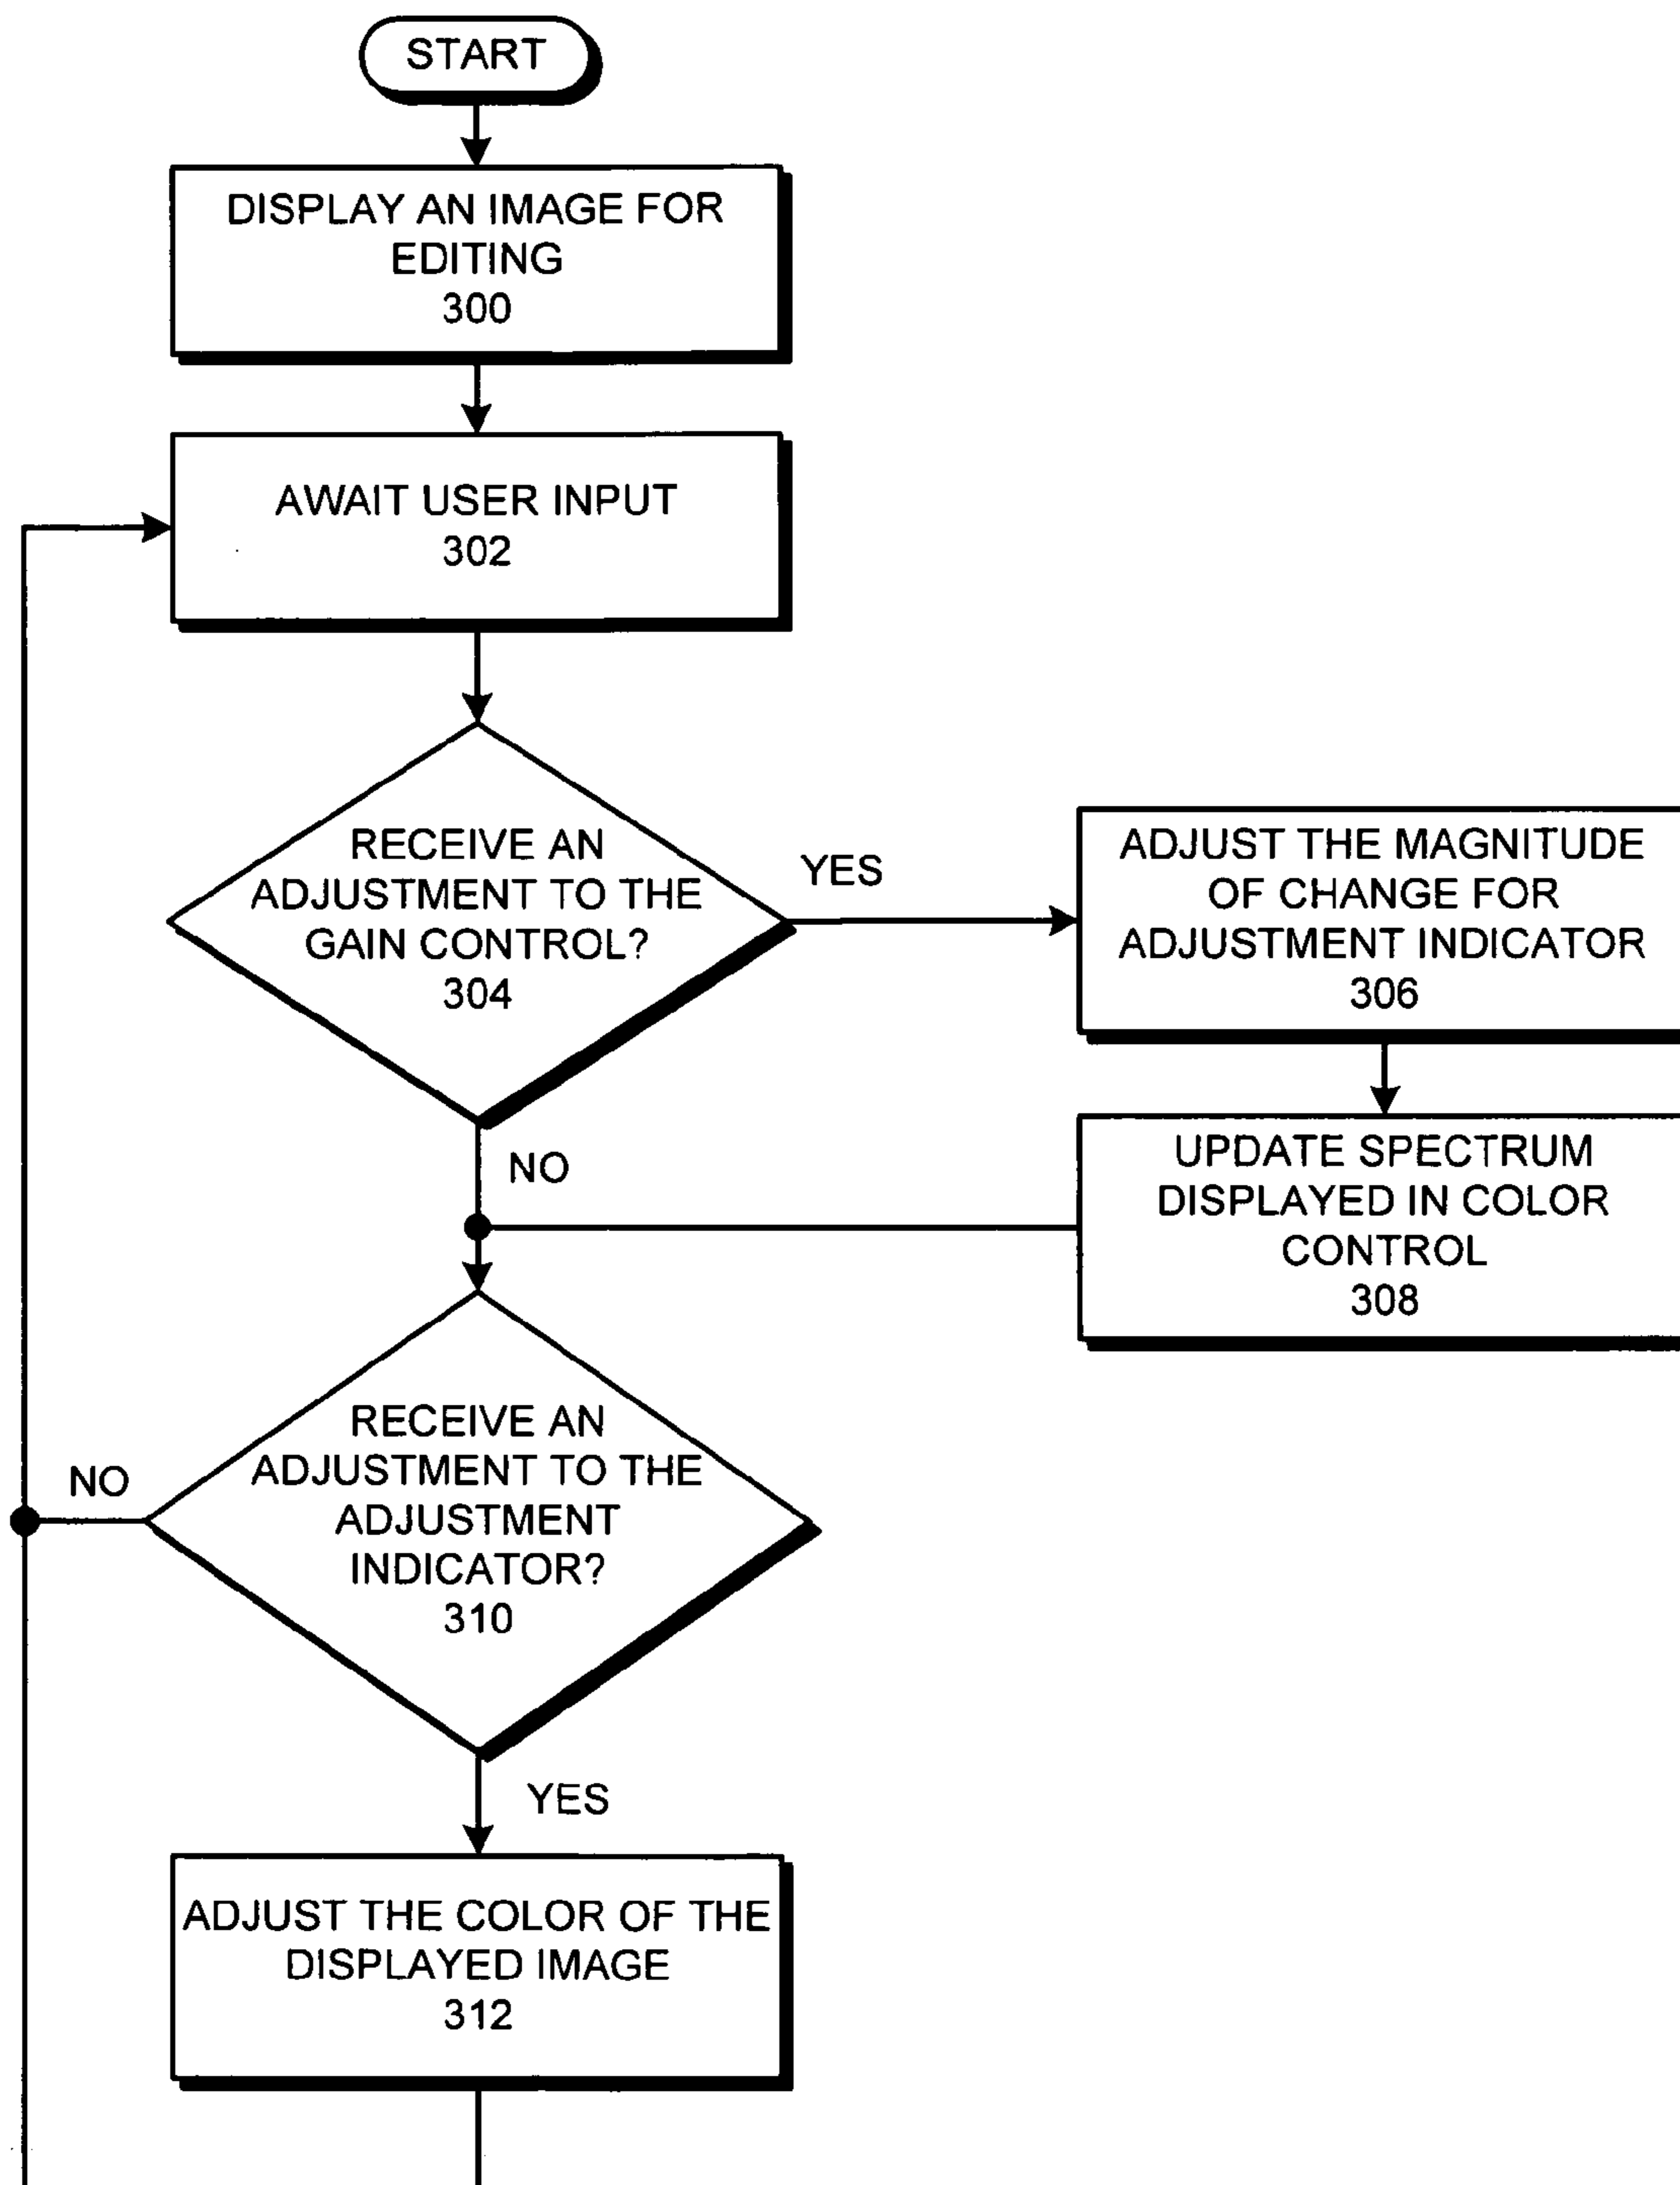 START
DISPLAY AN IMAGE FOR
EDITING
300
AWAIT USER INPUT
302
RECEIVE AN
ADJUSTMENT TO THE
GAIN CONTROL?
304
YES
ADJUST THE MAGNITUDE
OF CHANGE FOR
ADJUSTMENT INDICATOR
306
NO
UPDATE SPECTRUM
DISPLAYED IN COLOR
CONTROL
308
RECEIVE AN
ADJUSTMENT TO THE
ADJUSTMENT
INDICATOR?
310
NO
YES
ADJUST THE COLOR OF THE
DISPLAYED IMAGE
312